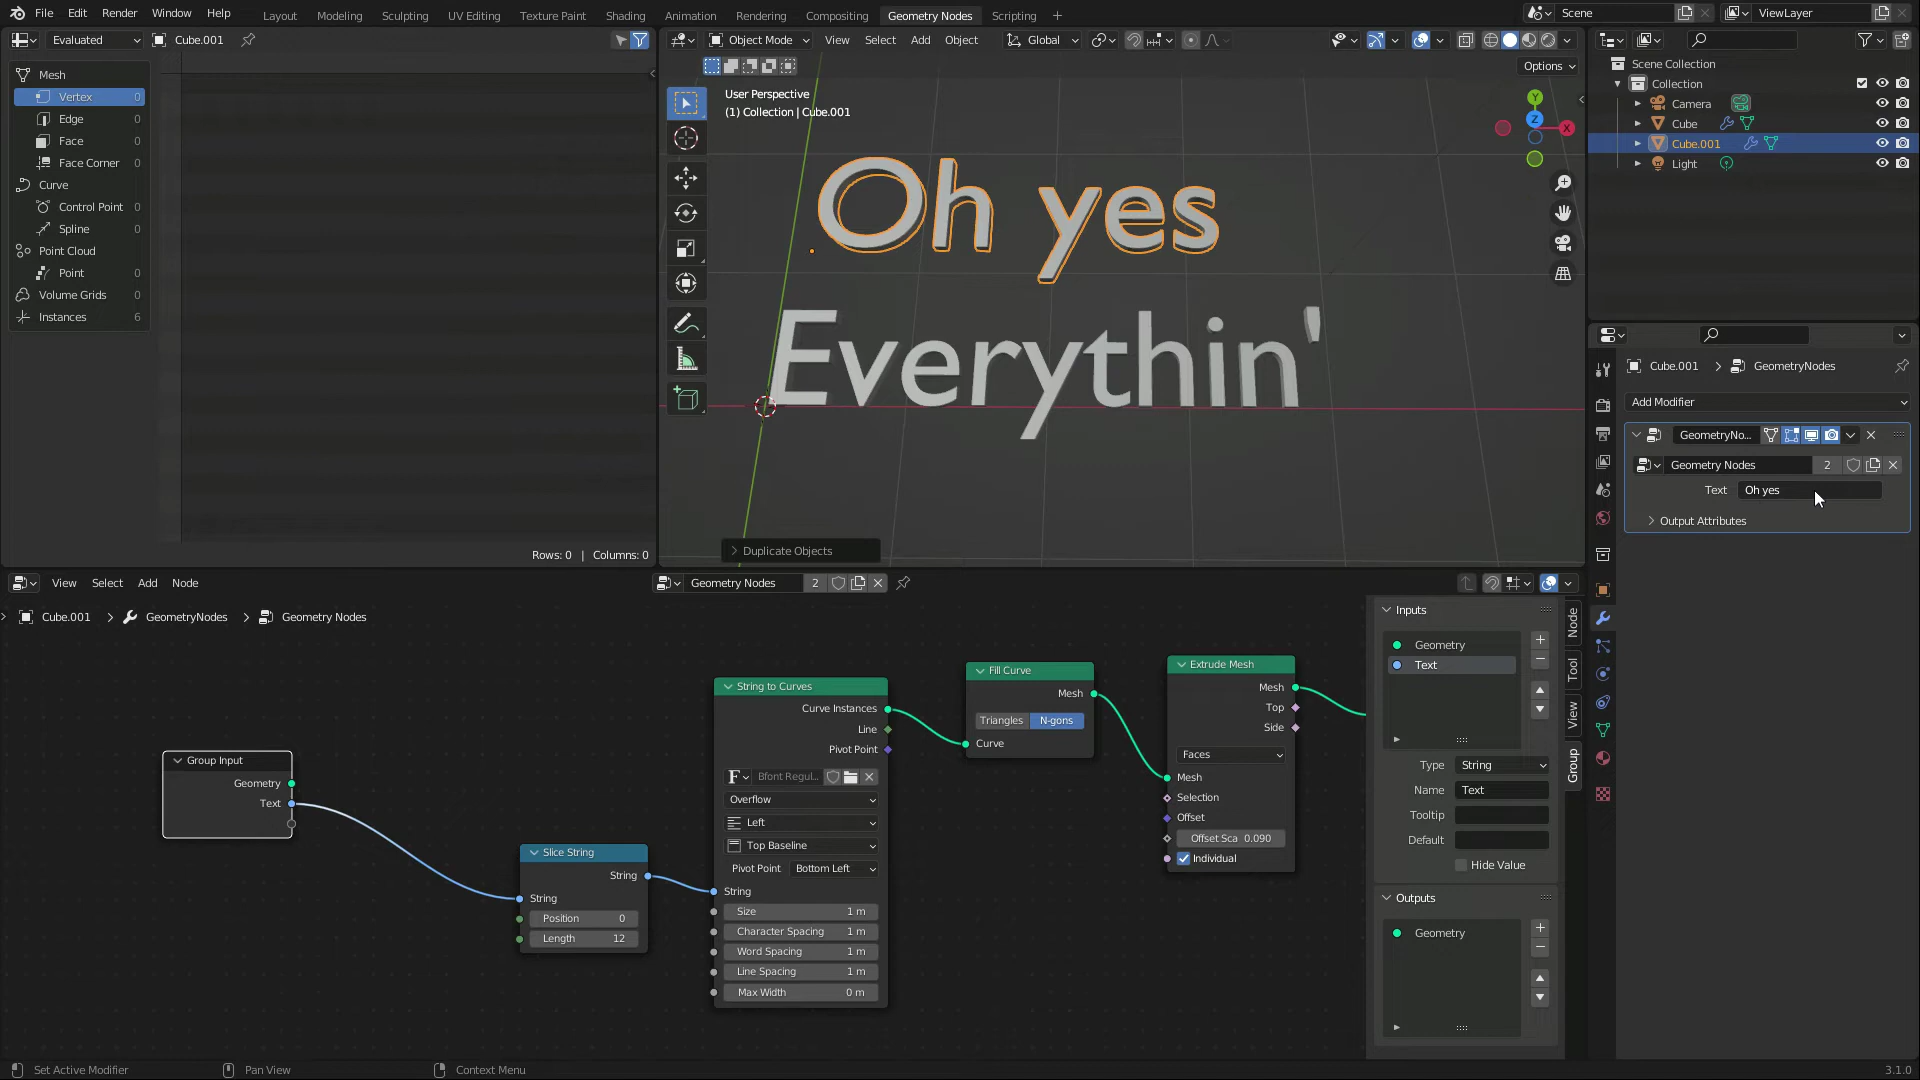 File Edit Render Window Help Layout Modeling Sculpting UV Editing Texture Paint Shading Animation Rendering Compositing Geometry Nodes Scripting + Scene ViewLayer
Evaluated Cube.001
Mesh
Vertex 0
Edge 0
Face 0
Face Corner 0
Curve
Control Point 0
Spline 0
Point Cloud
Point 0
Volume Grids 0
Instances 6
Rows: 0 | Columns: 0
Object Mode View Select Add Object Global
Options
User Perspective
(1) Collection | Cube.001
Y
Z
X
Oh yes
Everythin'
Duplicate Objects
Scene Collection
Collection
Camera
Cube
Cube.001
Light
Cube.001 > GeometryNodes
Add Modifier
GeometryNo...
Geometry Nodes 2
Text Oh yes
Output Attributes
View Select Add Node Geometry Nodes 2
Cube.001 > GeometryNodes > Geometry Nodes
Group Input
Geometry
Text
Slice String
String
String
Position 0
Length 12
String to Curves
Curve Instances
Line
Pivot Point
F Bfont Regul...
Overflow
Left
Top Baseline
Pivot Point Bottom Left
String
Size 1 m
Character Spacing 1 m
Word Spacing 1 m
Line Spacing 1 m
Max Width 0 m
Fill Curve
Mesh
Triangles N-gons
Curve
Extrude Mesh
Mesh
Top
Side
Faces
Mesh
Selection
Offset
Offset Sca 0.090
Individual
Inputs
Geometry
Text
Type String
Name Text
Tooltip
Default
Hide Value
Outputs
Geometry
Node
Tool
View
Group
Set Active Modifier Pan View Context Menu 3.1.0